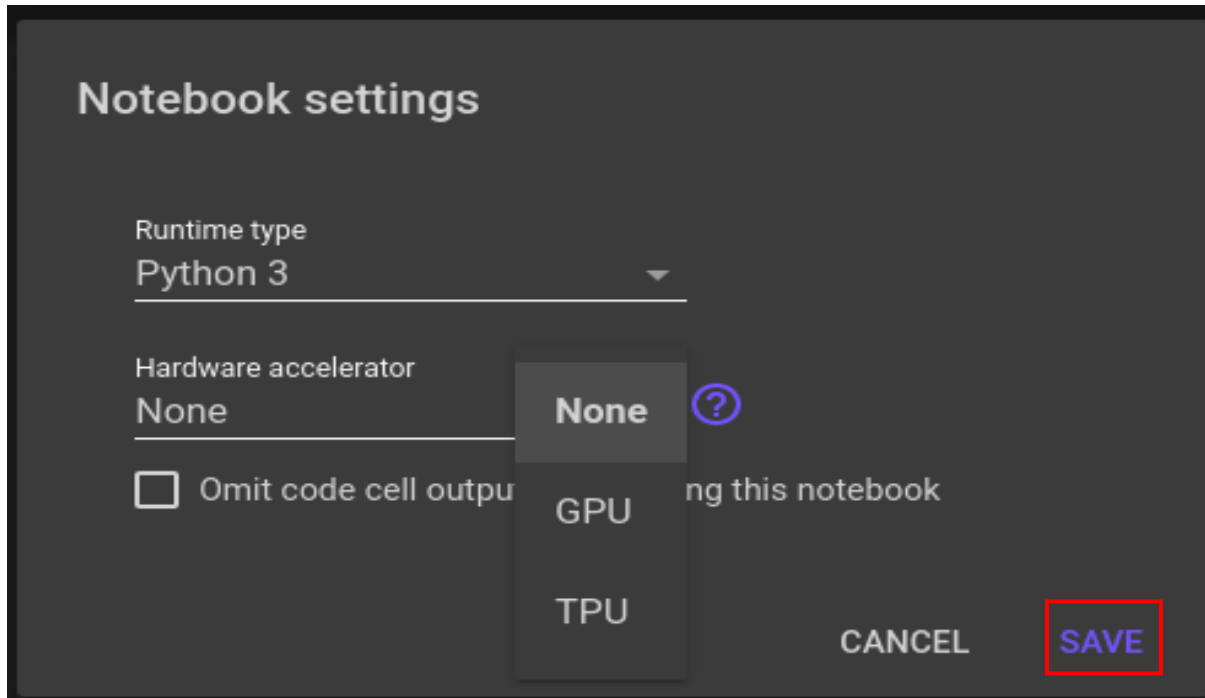 Notebook settings
Runtime type
Python 3
Hardware accelerator
None
None
?
Omit code cell outpu ng this notebook
GPU
TPU
CANCEL SAVE